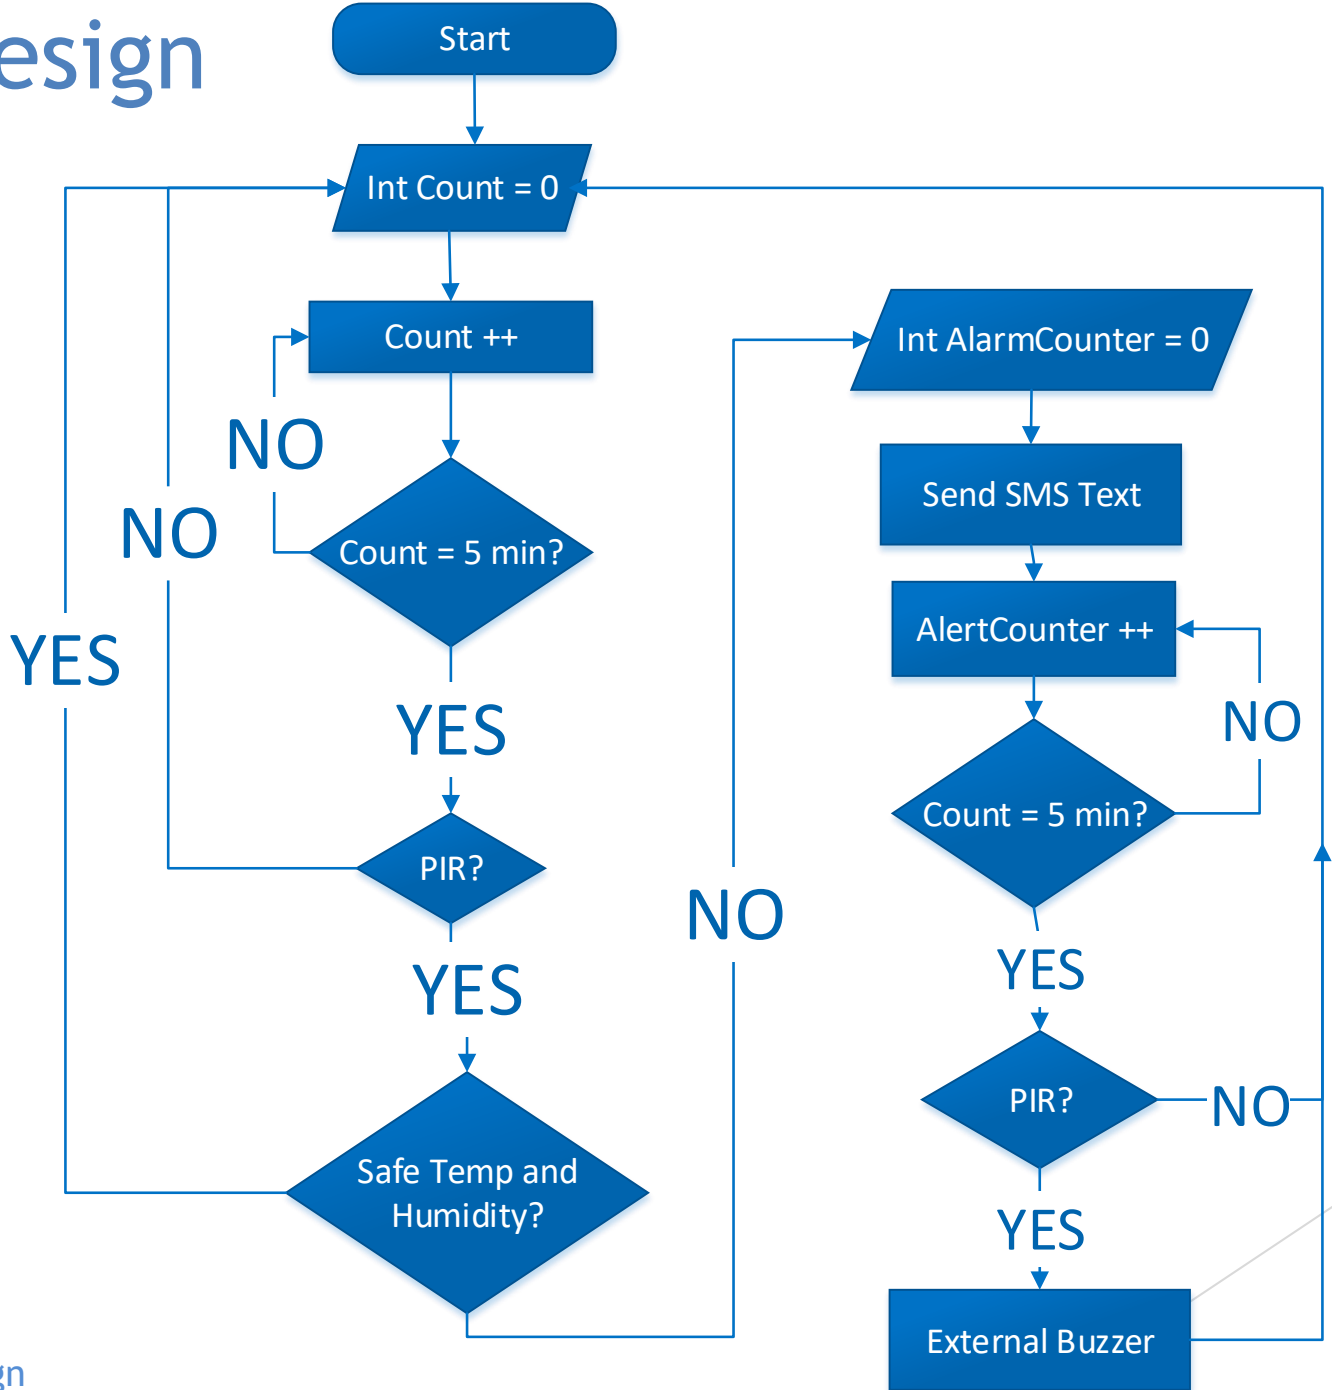 esign
Start
Int Count = 0
Count ++
NO
Count = 5 min?
NO
YES
YES
PIR?
YES
Safe Temp and
Humidity?
NO
Int AlarmCounter = 0
Send SMS Text
AlertCounter ++
NO
Count = 5 min?
YES
PIR?
NO
YES
External Buzzer
gn